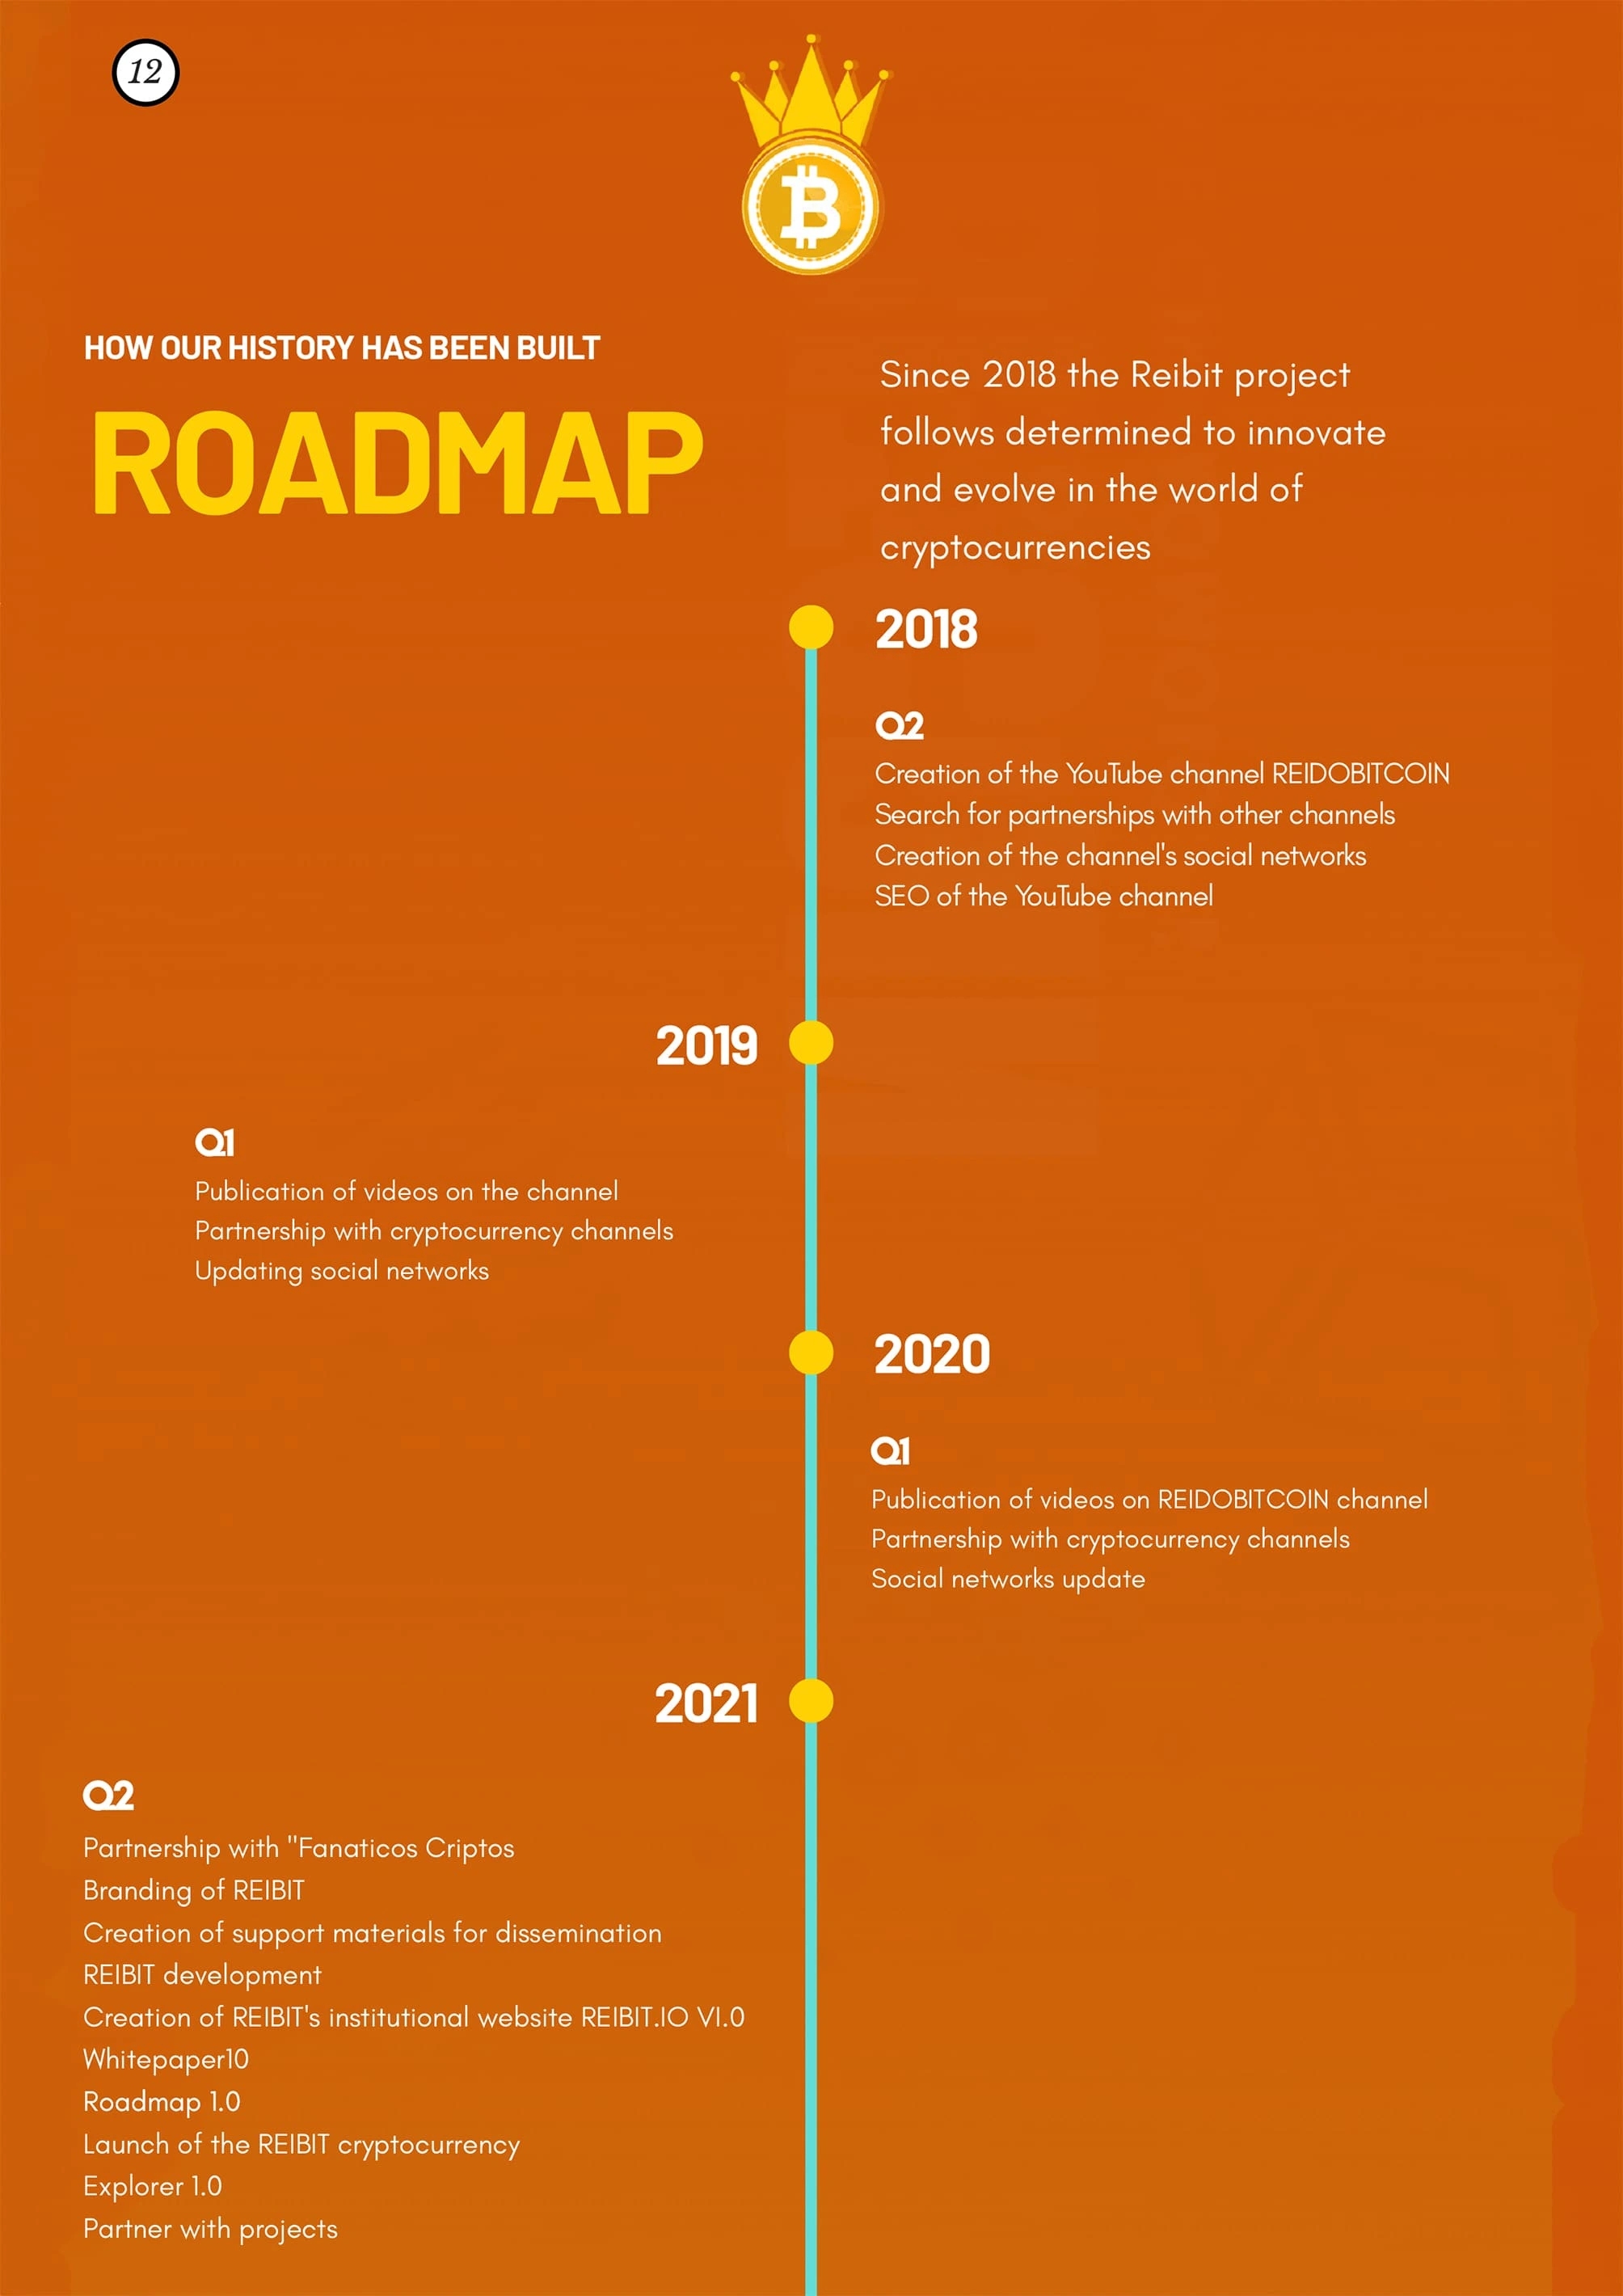 12
HOW OUR HISTORY HAS BEEN BUILT
ROADMAP
Since 2018 the Reibit project
follows determined to innovate
and evolve in the world of
cryptocurrencies
2018
Q2
Creation of the YouTube channel REIDOBITCOIN
Search for partnerships with other channels
Creation of the channel's social networks
SEO of the YouTube channel
2019
Q1
Publication of videos on the channel
Partnership with cryptocurrency channels
Updating social networks
2020
Q1
Publication of videos on REIDOBITCOIN channel
Partnership with cryptocurrency channels
Social networks update
2021
Q2
Partnership with "Fanaticos Criptos
Branding of REIBIT
Creation of support materials for dissemination
REIBIT development
Creation of REIBIT's institutional website REIBIT.IO V1.0
Whitepaper10
Roadmap 1.0
Launch of the REIBIT cryptocurrency
Explorer 1.0
Partner with projects